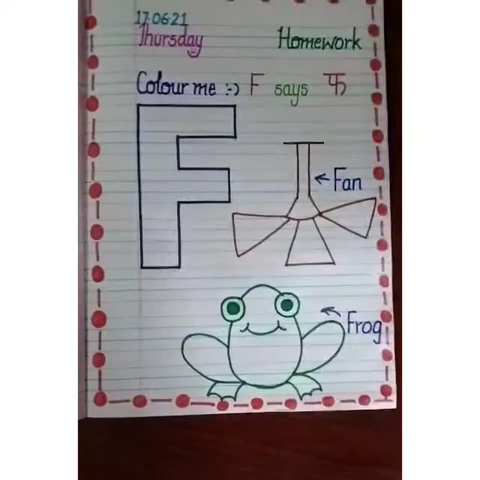 17.06.21
Thursday Homework
Colour me :-) F says फ
F
Fan
Frog